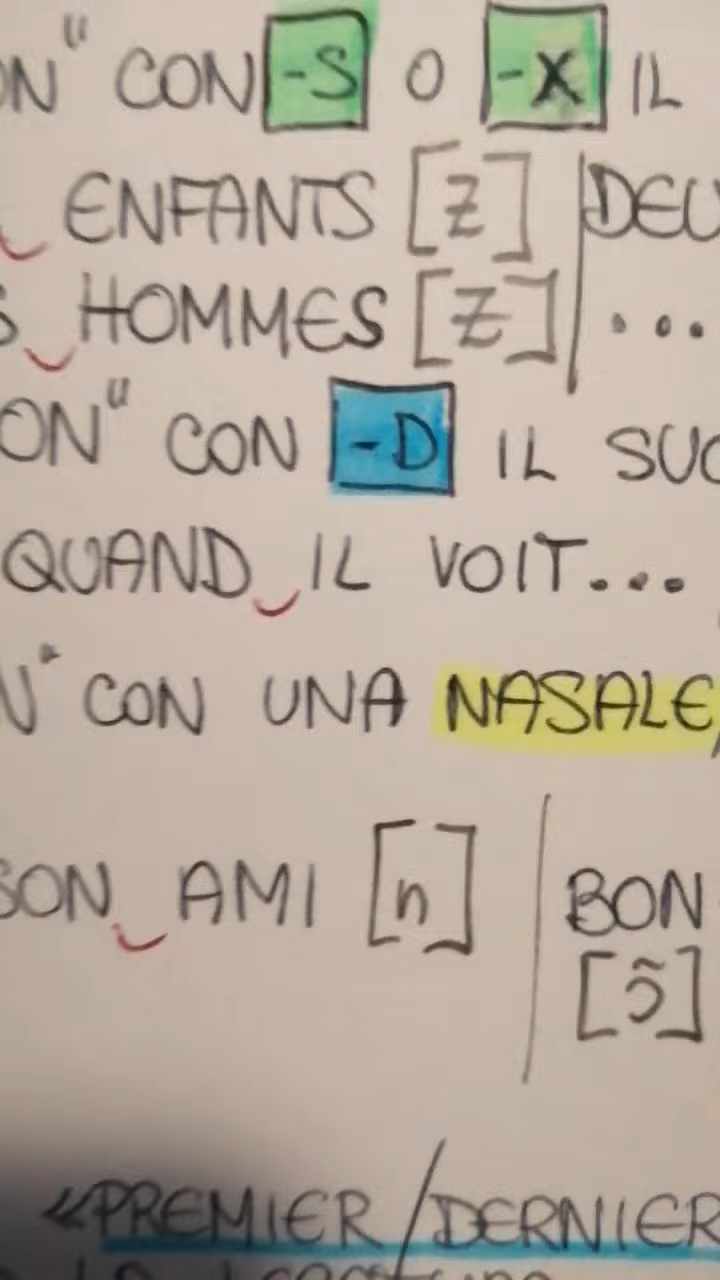 ON" CON -S O -X IL
ENFANTS [Z] | DEU
S HOMMES [Z] | ...
ON" CON -D IL SUO
QUAND IL VOIT...
N" CON UNA NASALE,
BON AMI [n] | BON
[ɔ̃]
«PREMIER/DERNIER